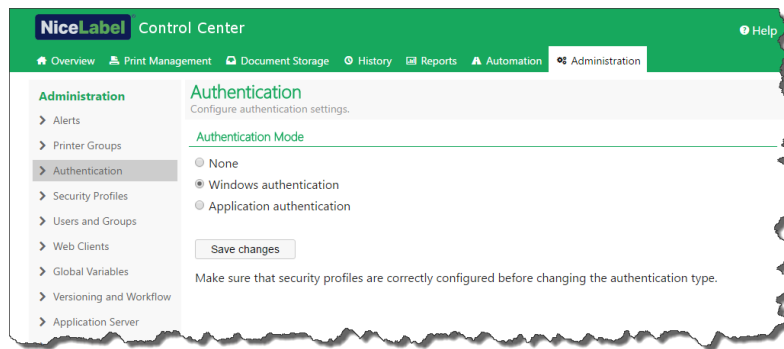 NiceLabel Control Center
Help
Overview Print Management Document Storage History Reports Automation Administration
Administration
Alerts
Printer Groups
Authentication
Security Profiles
Users and Groups
Web Clients
Global Variables
Versioning and Workflow
Application Server
Authentication
Configure authentication settings.
Authentication Mode
None
Windows authentication
Application authentication
Save changes
Make sure that security profiles are correctly configured before changing the authentication type.